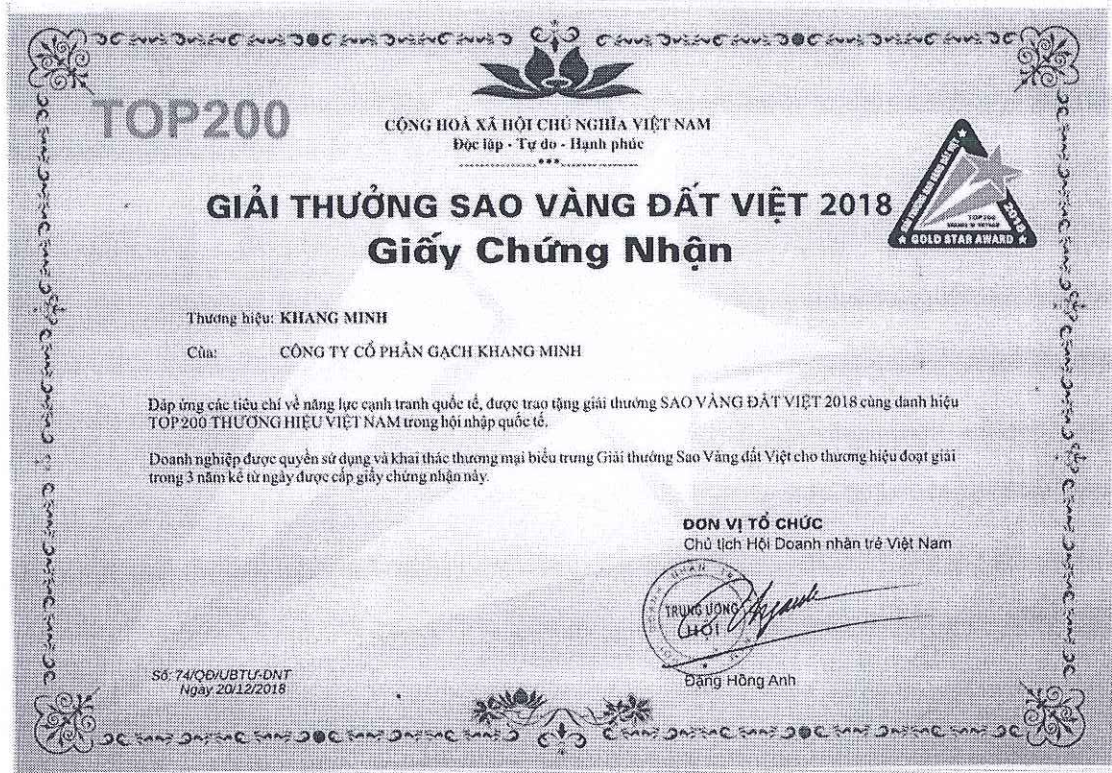 TOP200
CỘNG HOÀ XÃ HỘI CHỦ NGHĨA VIỆT NAM
Độc lập - Tự do - Hạnh phúc
GIẢI THƯỞNG SAO VÀNG ĐẤT VIỆT 2018
Giấy Chứng Nhận
TOP200
2018
★ GOLD STAR AWARD ★
Thương hiệu: KHANG MINH
Của: CÔNG TY CỔ PHẦN GẠCH KHANG MINH
Đáp ứng các tiêu chí về năng lực cạnh tranh quốc tế, được trao tặng giải thưởng SAO VÀNG ĐẤT VIỆT 2018 cùng danh hiệu
TOP 200 THƯƠNG HIỆU VIỆT NAM trong hội nhập quốc tế.
Doanh nghiệp được quyền sử dụng và khai thác thương mại biểu trưng Giải thưởng Sao Vàng đất Việt cho thương hiệu đoạt giải
trong 3 năm kể từ ngày được cấp giấy chứng nhận này.
ĐƠN VỊ TỔ CHỨC
Chủ tịch Hội Doanh nhân trẻ Việt Nam
TRUNG ƯƠNG
HỘI
Đặng Hồng Anh
Số: 74/QĐ/UBTƯ-DNT
Ngày 20/12/2018